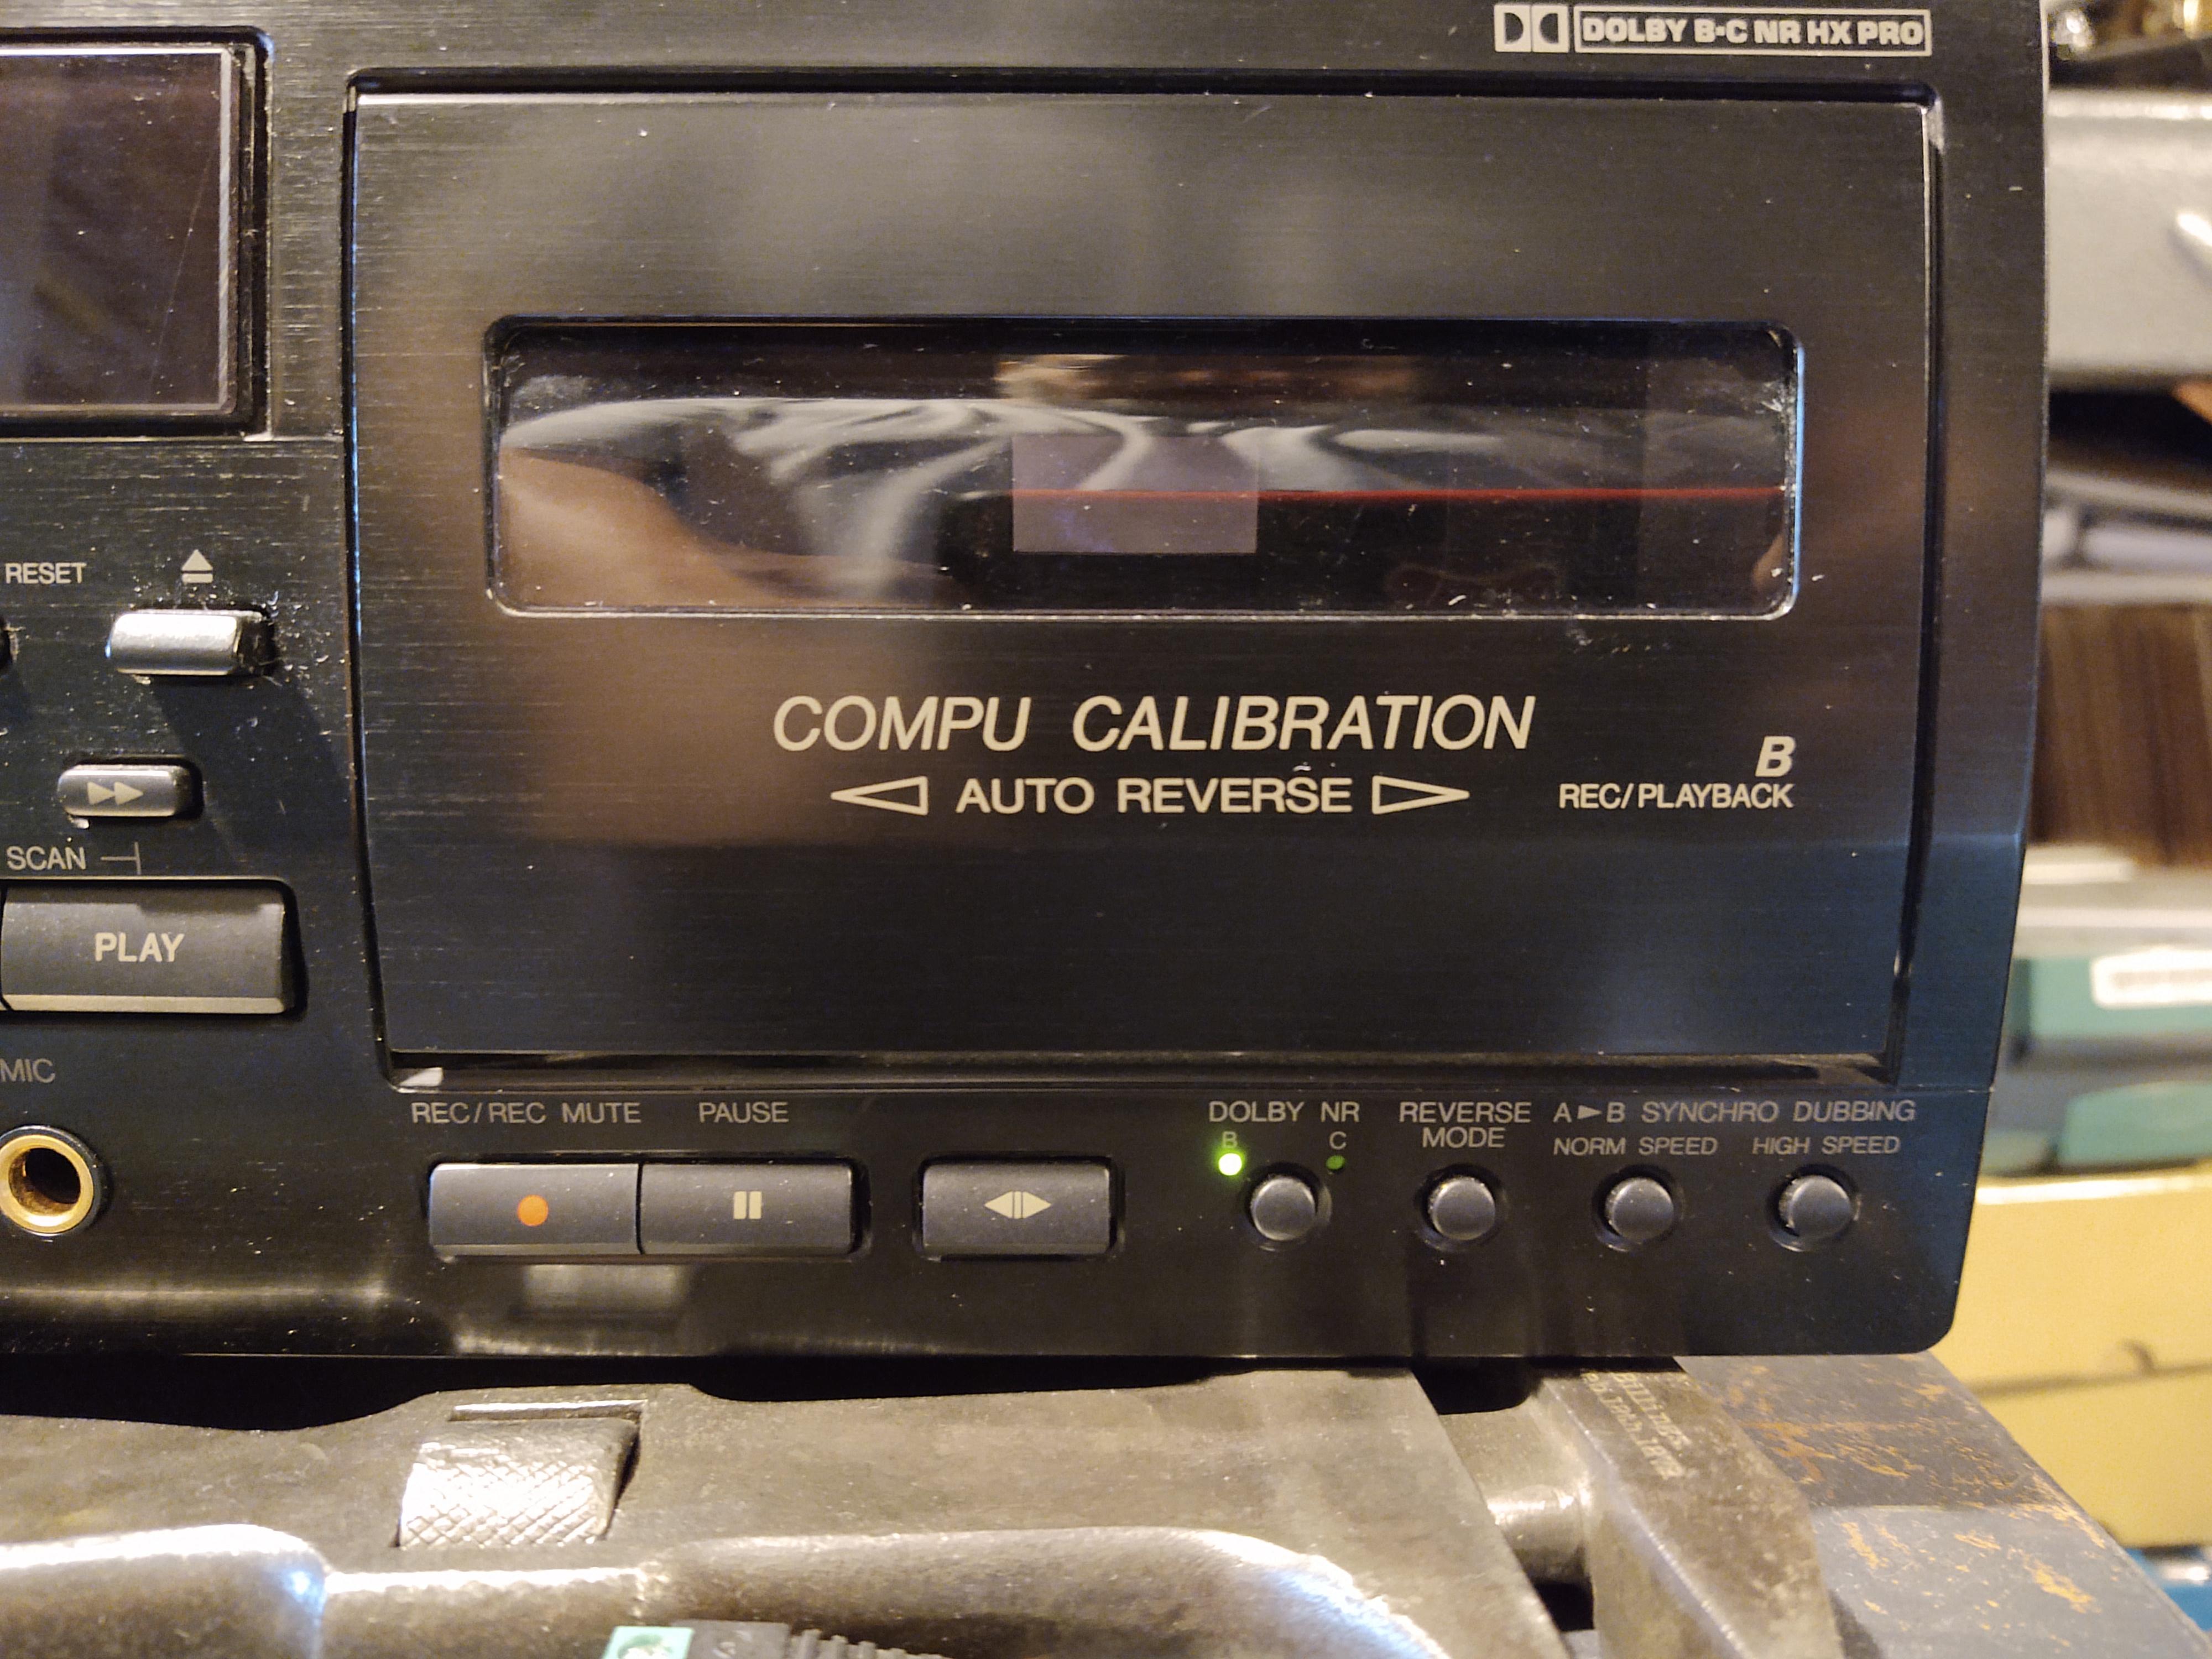 DOLBY B·C NR HX PRO
RESET
COMPU CALIBRATION
AUTO REVERSE
B
REC/PLAYBACK
SCAN
PLAY
MIC
REC/REC MUTE
PAUSE
DOLBY NR
B C
REVERSE
MODE
A►B SYNCHRO DUBBING
NORM SPEED HIGH SPEED
Billings